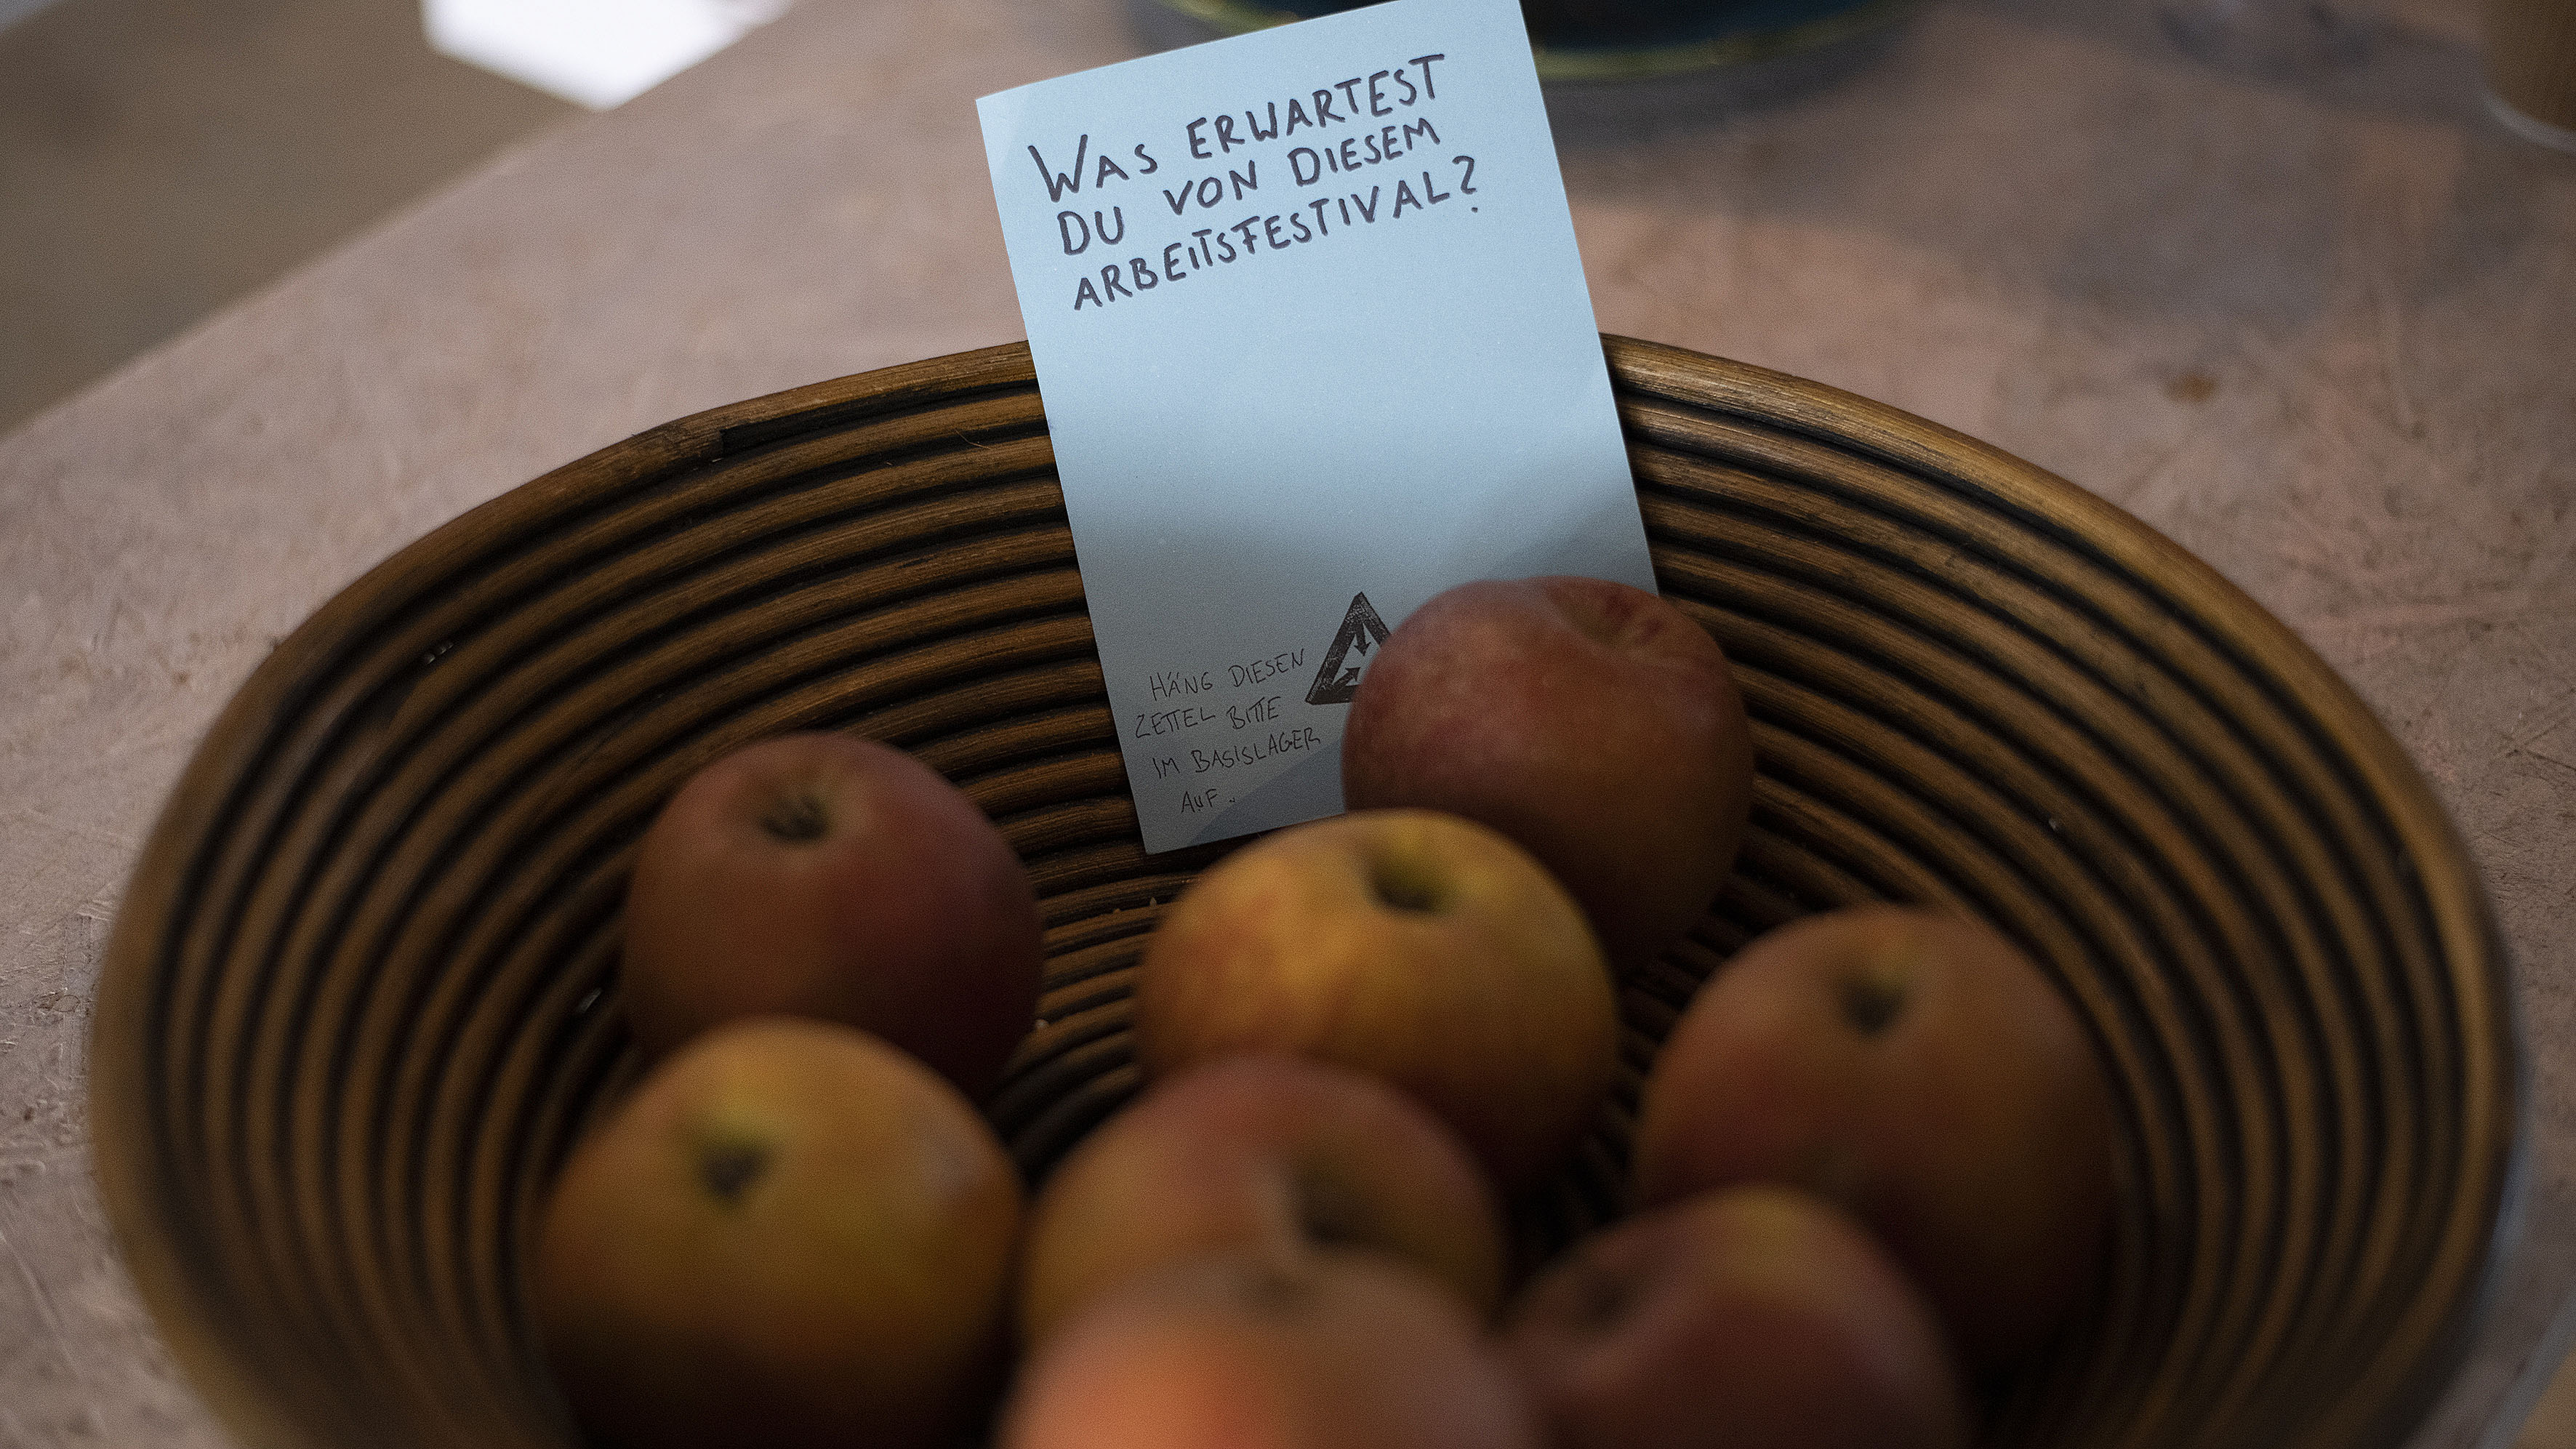 WAS ERWARTEST
DU VON DIESEM
ARBEITSFESTIVAL?
HÄNG DIESEN
ZETTEL BITTE
IM BASISLAGER
AUF.